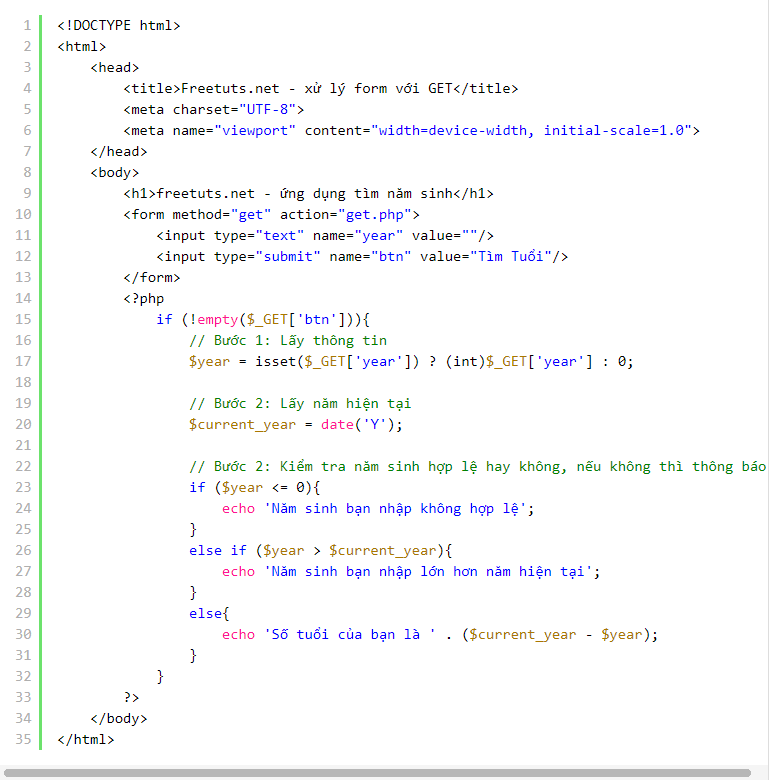 1 <!DOCTYPE html>
2 <html>
3 <head>
4 <title>Freetuts.net - xử lý form với GET</title>
5 <meta charset="UTF-8">
6 <meta name="viewport" content="width=device-width, initial-scale=1.0">
7 </head>
8 <body>
9 <h1>freetuts.net - ứng dụng tìm năm sinh</h1>
10 <form method="get" action="get.php">
11 <input type="text" name="year" value=""/>
12 <input type="submit" name="btn" value="Tìm Tuổi"/>
13 </form>
14 <?php
15 if (!empty($_GET['btn'])){
16 // Bước 1: Lấy thông tin
17 $year = isset($_GET['year']) ? (int)$_GET['year'] : 0;
18
19 // Bước 2: Lấy năm hiện tại
20 $current_year = date('Y');
21
22 // Bước 2: Kiểm tra năm sinh hợp lệ hay không, nếu không thì thông báo
23 if ($year <= 0){
24 echo 'Năm sinh bạn nhập không hợp lệ';
25 }
26 else if ($year > $current_year){
27 echo 'Năm sinh bạn nhập lớn hơn năm hiện tại';
28 }
29 else{
30 echo 'Số tuổi của bạn là ' . ($current_year - $year);
31 }
32 }
33 ?>
34 </body>
35 </html>